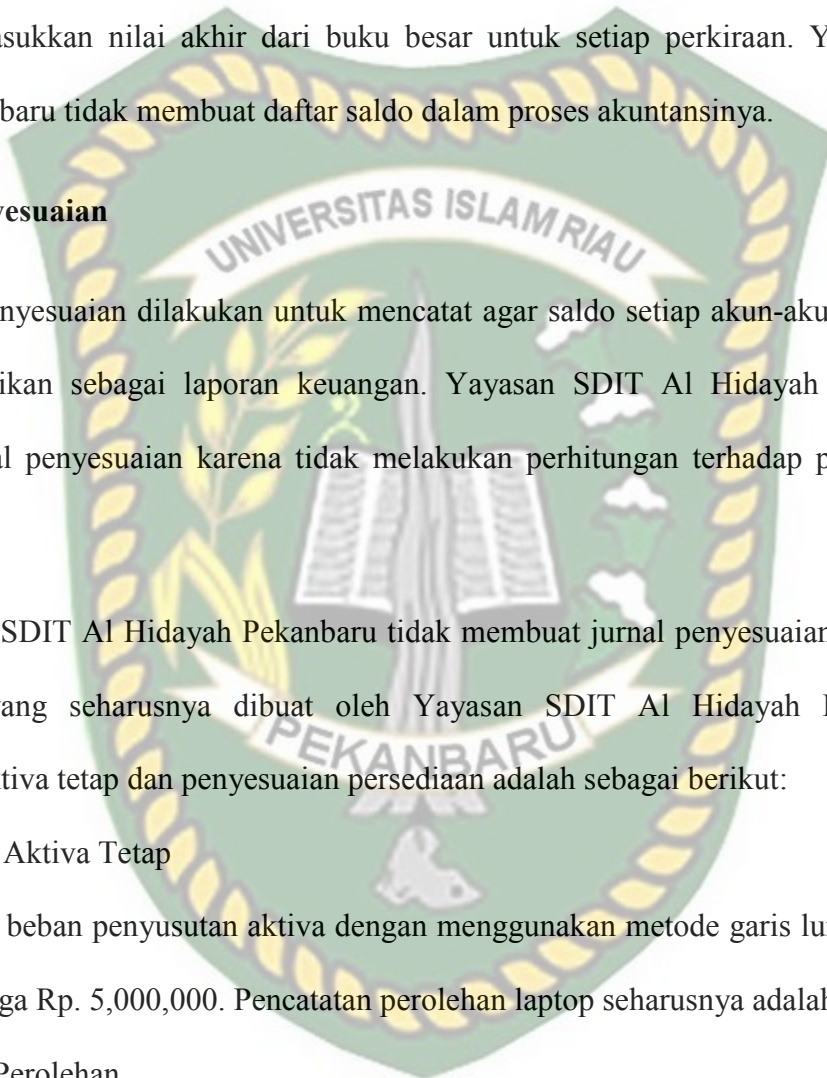 asukkan nilai akhir dari buku besar untuk setiap perkiraan. Y
baru tidak membuat daftar saldo dalam proses akuntansinya.
yesuaian
UNIVERSITAS ISLAM RIAU
nyesuaian dilakukan untuk mencatat agar saldo setiap akun-aku
ikan sebagai laporan keuangan. Yayasan SDIT Al Hidayah
al penyesuaian karena tidak melakukan perhitungan terhadap p
SDIT Al Hidayah Pekanbaru tidak membuat jurnal penyesuaian
yang seharusnya dibuat oleh Yayasan SDIT Al Hidayah
PEKANBARU
ktiva tetap dan penyesuaian persediaan adalah sebagai berikut:
Aktiva Tetap
beban penyusutan aktiva dengan menggunakan metode garis lu
ga Rp. 5,000,000. Pencatatan perolehan laptop seharusnya adalah
Perolehan